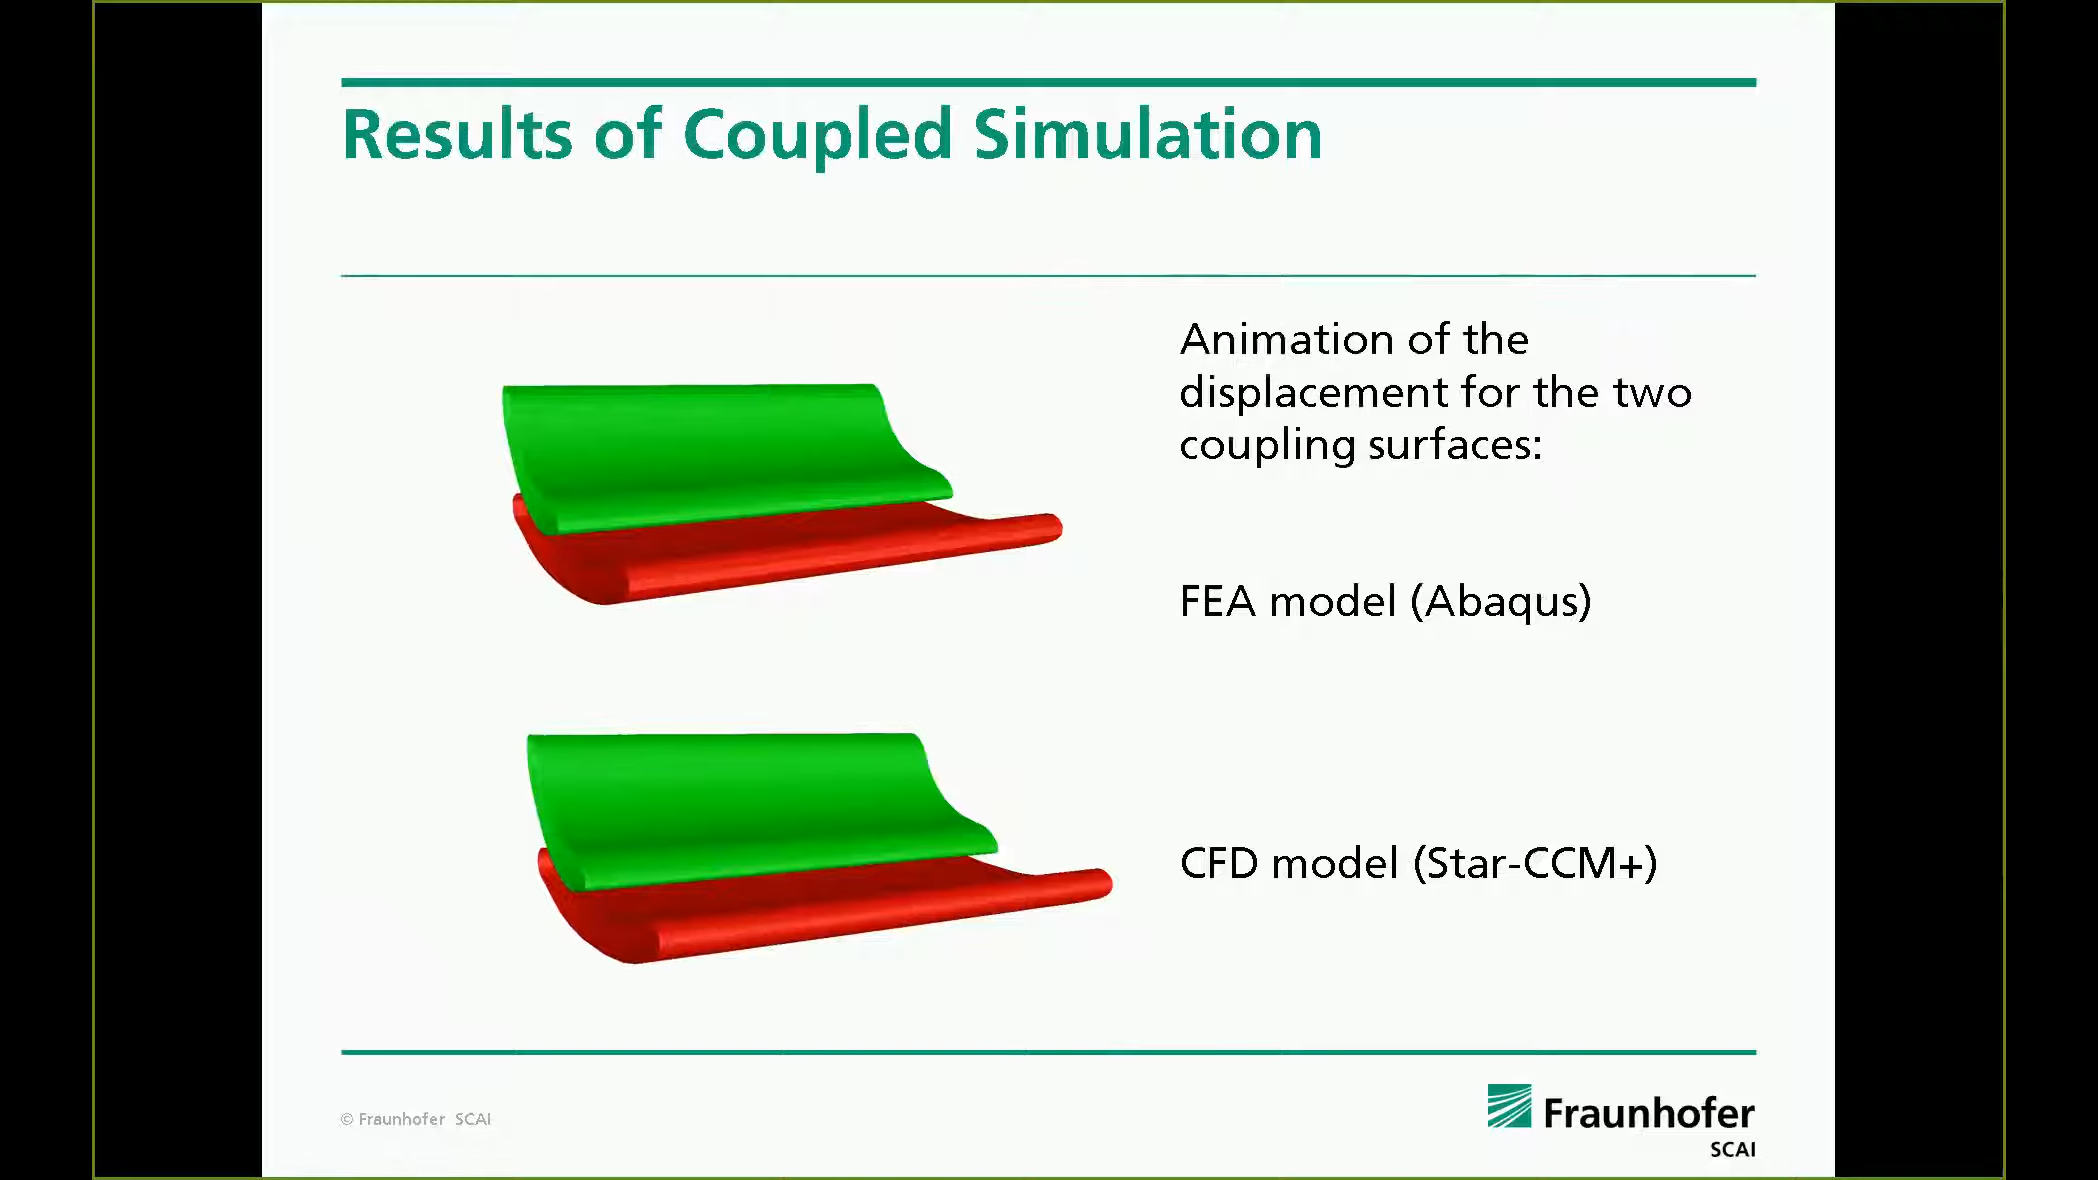 Results of Coupled Simulation
Animation of the
displacement for the two
coupling surfaces:
FEA model (Abaqus)
CFD model (Star-CCM+)
© Fraunhofer SCAI
Fraunhofer
SCAI